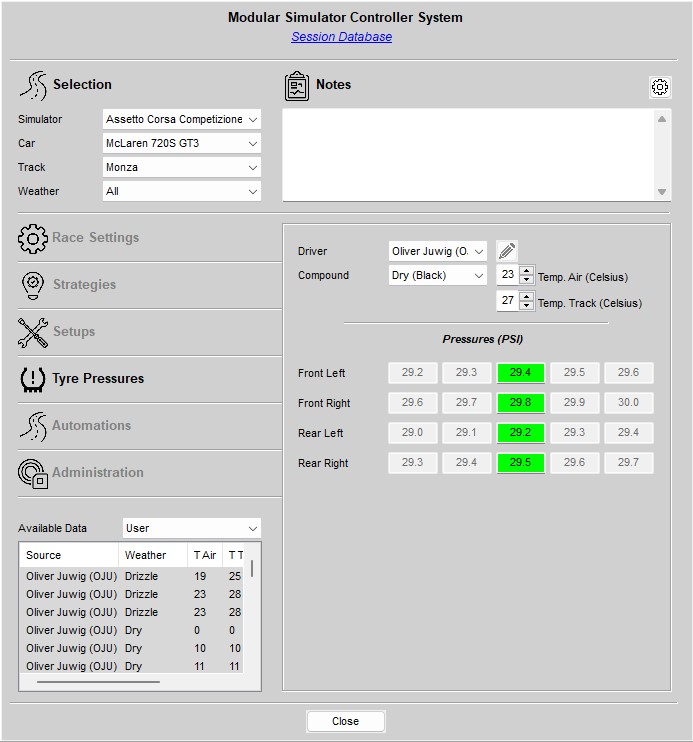 Modular Simulator Controller System
Session Database
Selection
Simulator Assetto Corsa Competizione
Car McLaren 720S GT3
Track Monza
Weather All
Notes
Race Settings
Strategies
Setups
Tyre Pressures
Automations
Administration
Driver Oliver Juwig (O.
Compound Dry (Black) 23 Temp. Air (Celsius)
27 Temp. Track (Celsius)
Pressures (PSI)
Front Left 29.2 29.3 29.4 29.5 29.6
Front Right 29.6 29.7 29.8 29.9 30.0
Rear Left 29.0 29.1 29.2 29.3 29.4
Rear Right 29.3 29.4 29.5 29.6 29.7
Available Data User
Source Weather T Air T T
Oliver Juwig (OJU) Drizzle 19 25
Oliver Juwig (OJU) Drizzle 23 28
Oliver Juwig (OJU) Drizzle 23 28
Oliver Juwig (OJU) Dry 0 0
Oliver Juwig (OJU) Dry 10 10
Oliver Juwig (OJU) Dry 11 11
Close